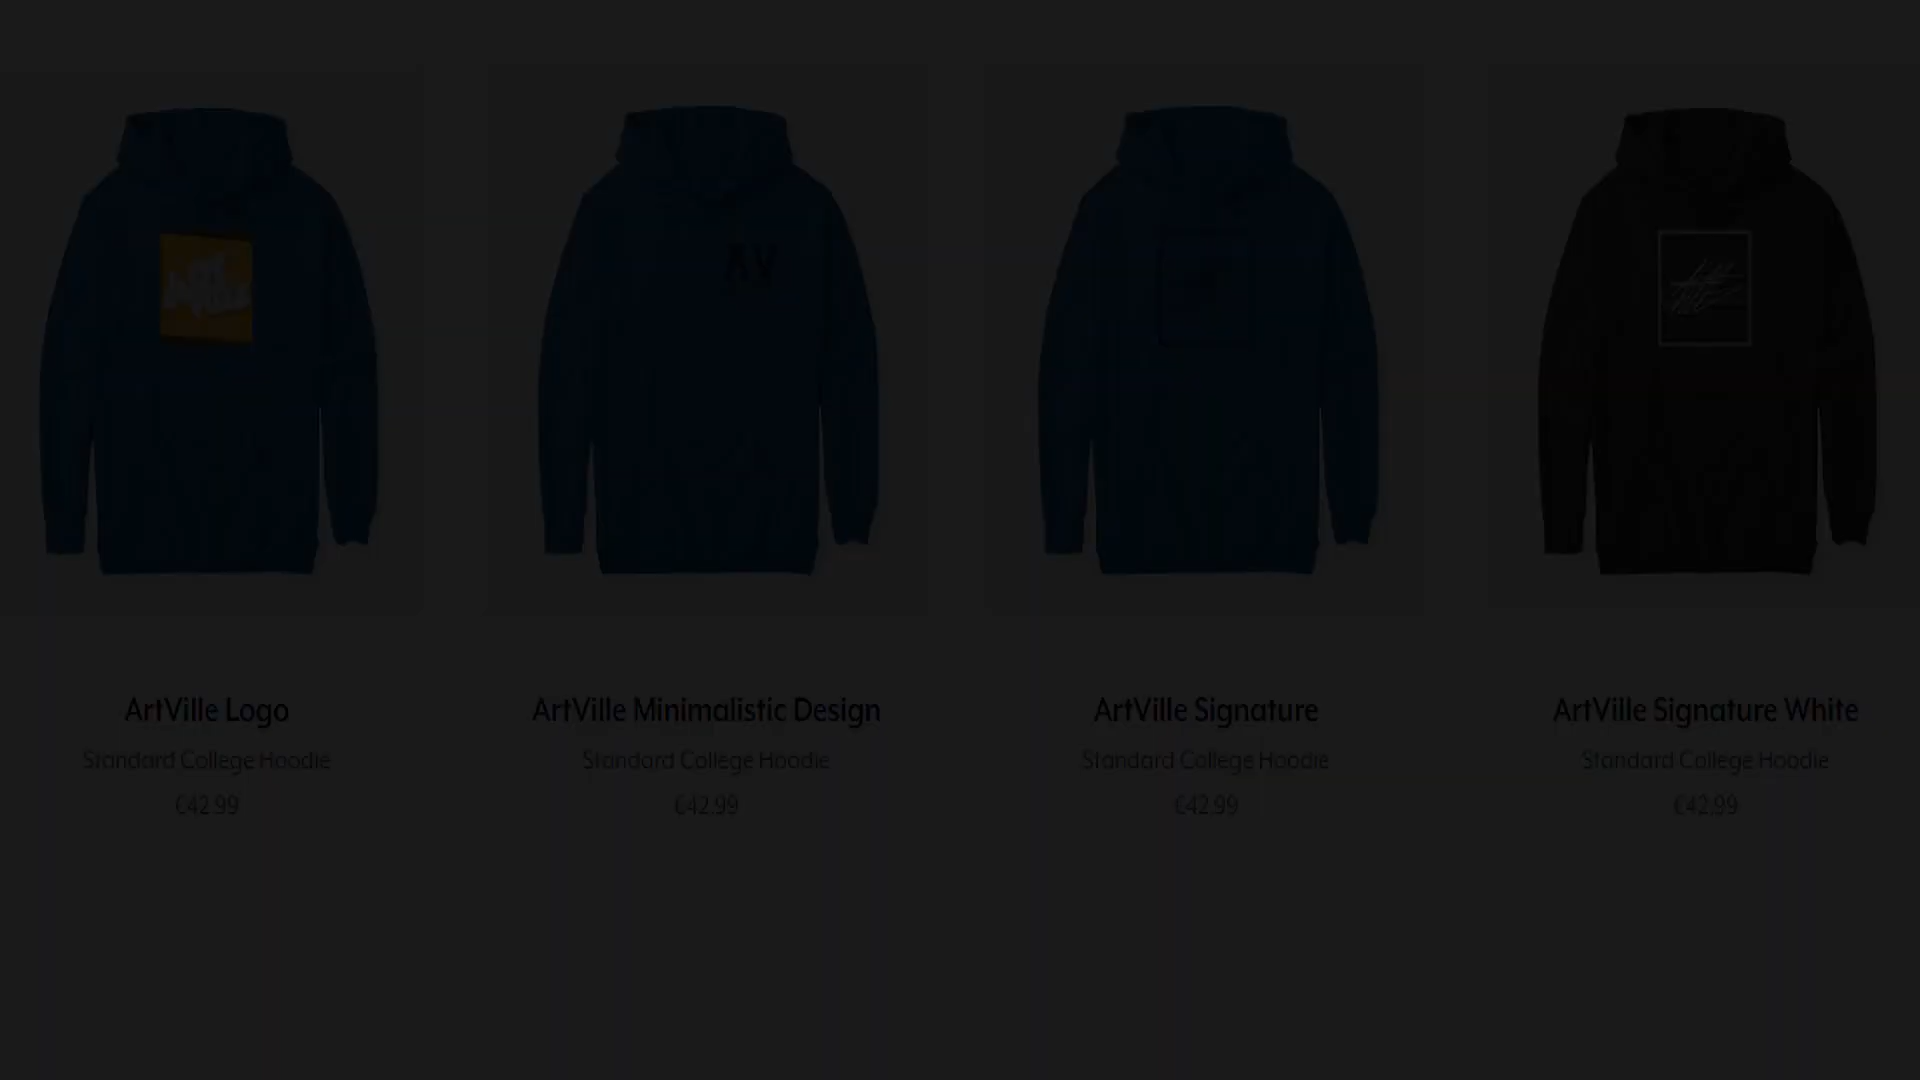 AV
ArtVille Logo
Standard College Hoodie
€42.99
ArtVille Minimalistic Design
Standard College Hoodie
€42.99
ArtVille Signature
Standard College Hoodie
€42.99
ArtVille Signature White
Standard College Hoodie
€42.99